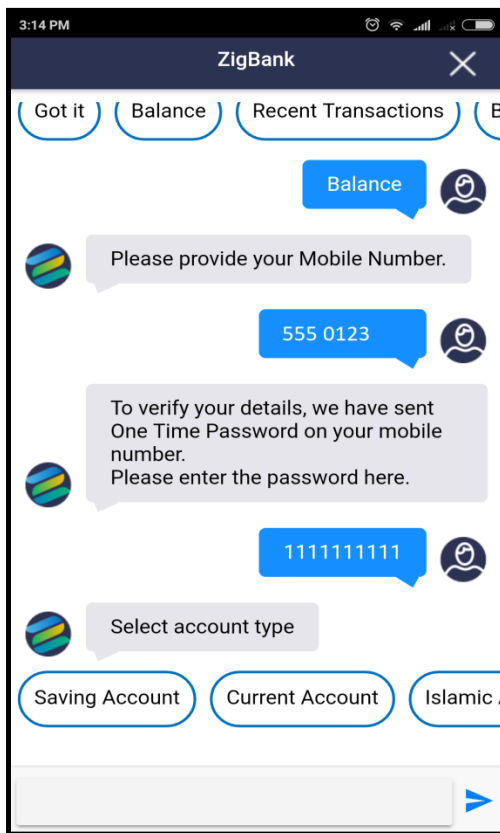 3:14 PM
ZigBank
Got it Balance Recent Transactions B
Balance
Please provide your Mobile Number.
555 0123
To verify your details, we have sent
One Time Password on your mobile
number.
Please enter the password here.
1111111111
Select account type
Saving Account Current Account Islamic